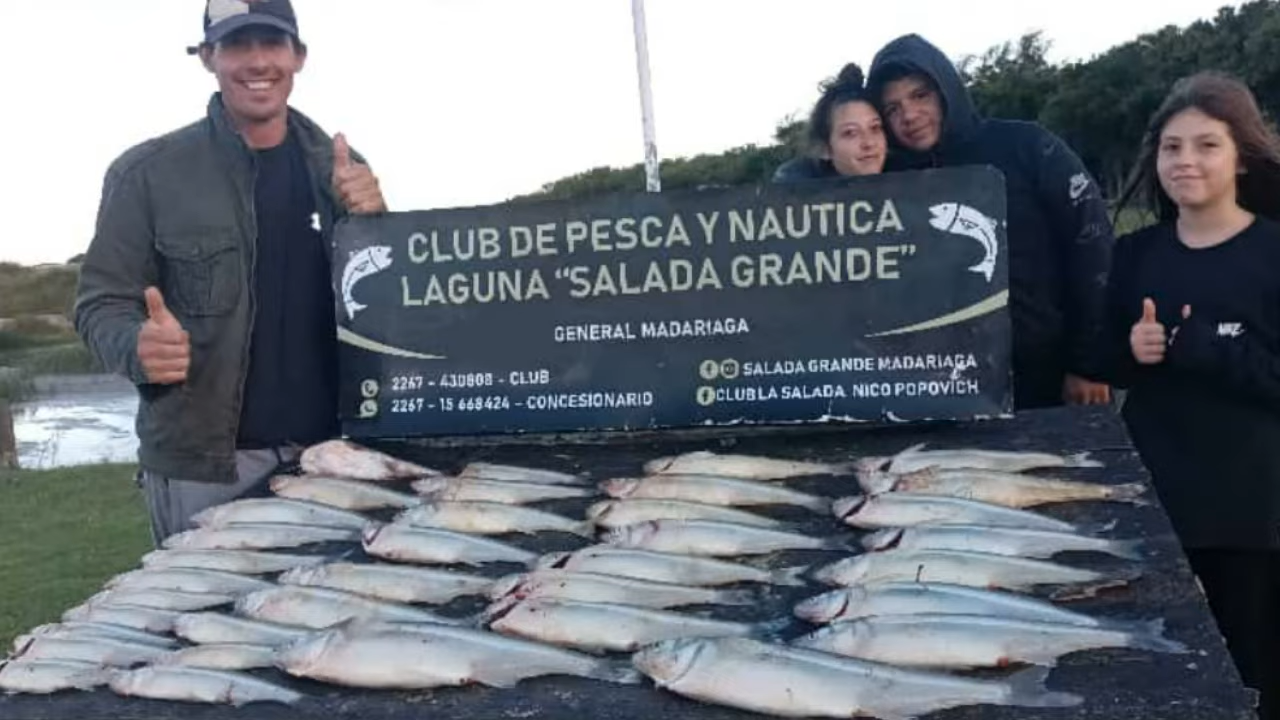 CLUB DE PESCA Y NAUTICA
LAGUNA “SALADA GRANDE”
GENERAL MADARIAGA
2267 - 430808 - CLUB
2267 - 15 668424 - CONCESIONARIO
SALADA GRANDE MADARIAGA
CLUB LA SALADA NICO POPOVICH